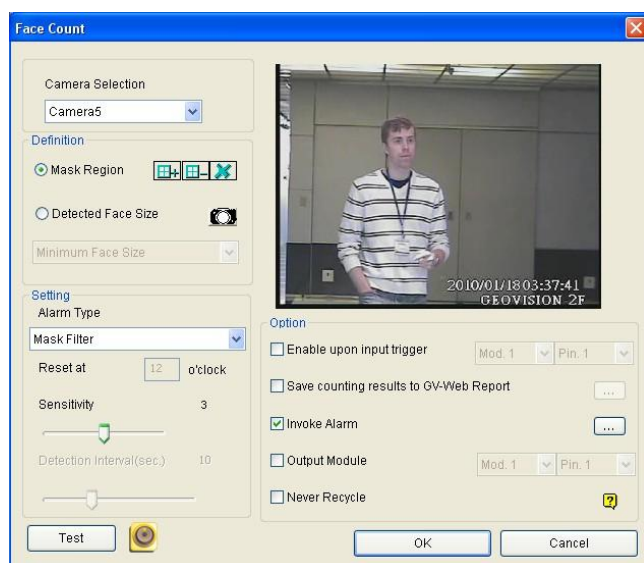 Face Count
Camera Selection
Camera5
Definition
Mask Region
Detected Face Size
Minimum Face Size
Setting
Alarm Type
Mask Filter
Reset at 12 o'clock
Sensitivity 3
Detection Interval(sec.) 10
Test
2010/01/18 03:37:41
GEOVISION 2F
Option
Enable upon input trigger Mod. 1 Pin. 1
Save counting results to GV-Web Report ...
Invoke Alarm ...
Output Module Mod. 1 Pin. 1
Never Recycle ?
OK Cancel